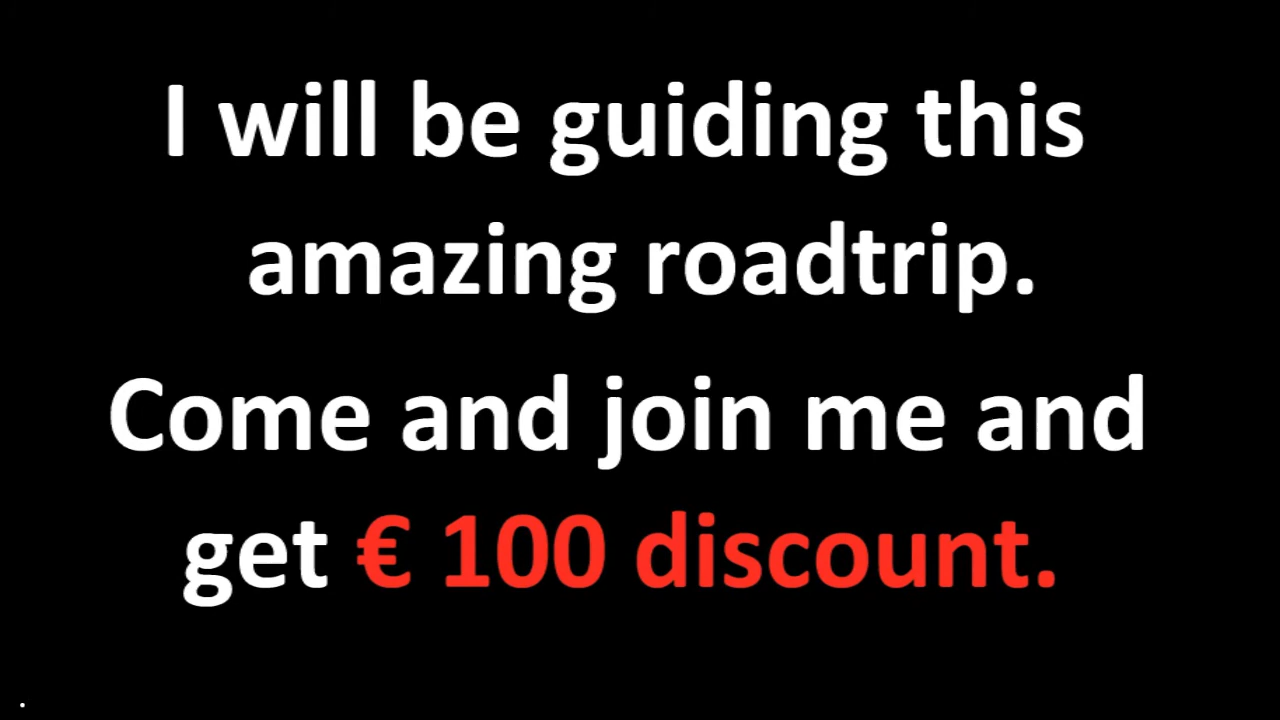 I will be guiding this
amazing roadtrip.
Come and join me and
get € 100 discount.
.